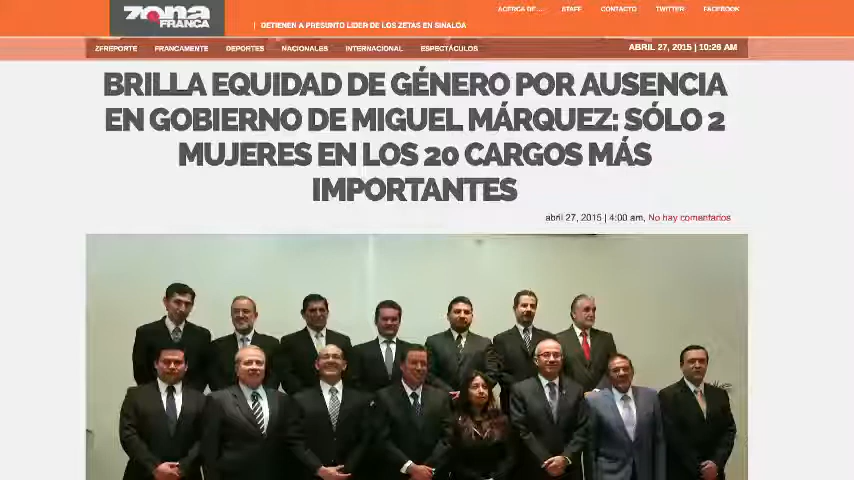 zona
FRANCA
ACERCA DE... STAFF CONTACTO TWITTER FACEBOOK
| DETIENEN A PRESUNTO LÍDER DE LOS ZETAS EN SINALOA
ZFREPORTE FRANCAMENTE DEPORTES NACIONALES INTERNACIONAL ESPECTÁCULOS ABRIL 27, 2015 | 10:26 AM
BRILLA EQUIDAD DE GÉNERO POR AUSENCIA
EN GOBIERNO DE MIGUEL MÁRQUEZ: SÓLO 2
MUJERES EN LOS 20 CARGOS MÁS
IMPORTANTES
abril 27, 2015 | 4:00 am, No hay comentarios